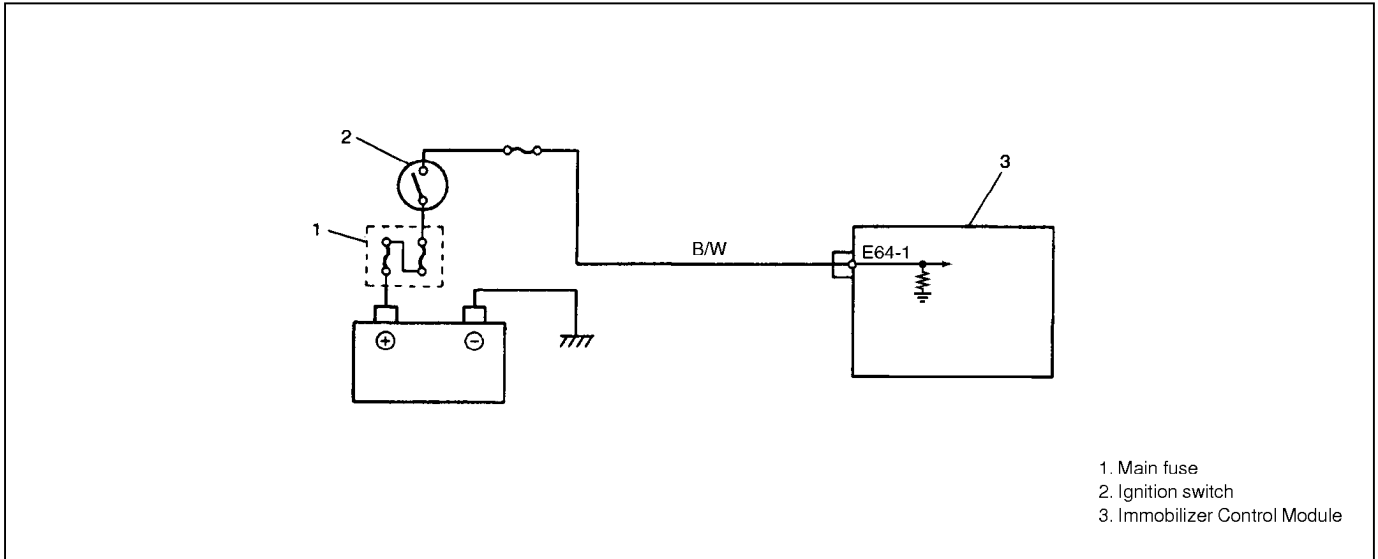 2
3
1
B/W
E64-1
+
−
1. Main fuse
2. Ignition switch
3. Immobilizer Control Module